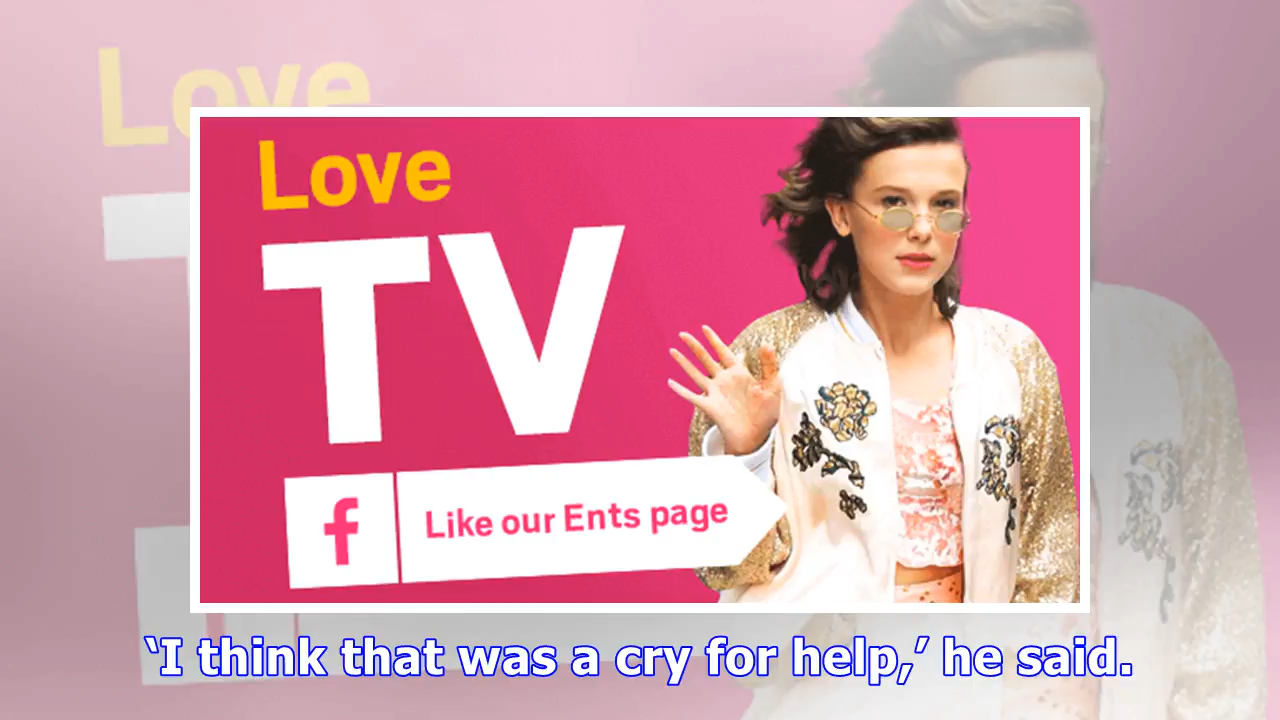 Love
TV
f Like our Ents page
‘I think that was a cry for help,’ he said.